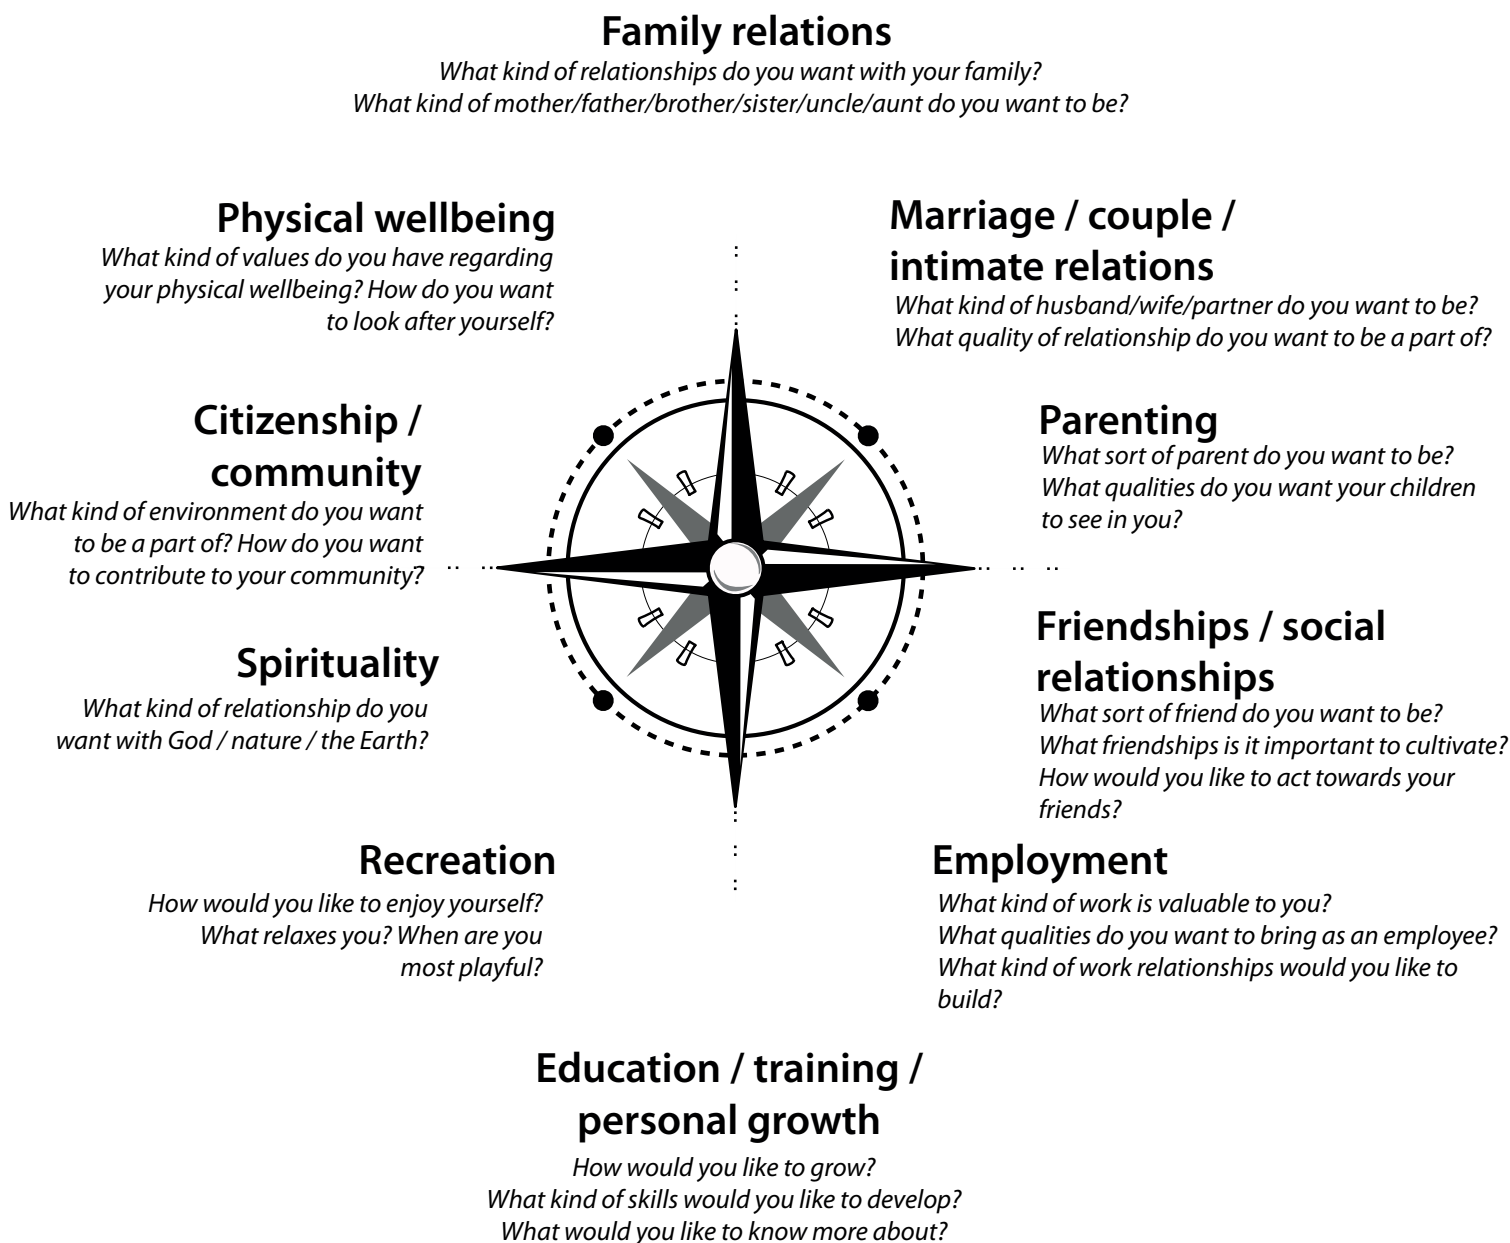 Family relations
What kind of relationships do you want with your family?
What kind of mother/father/brother/sister/uncle/aunt do you want to be?
Marriage / couple /
intimate relations
What kind of husband/wife/partner do you want to be?
What quality of relationship do you want to be a part of?
Parenting
What sort of parent do you want to be?
What qualities do you want your children
to see in you?
Friendships / social
relationships
What sort of friend do you want to be?
What friendships is it important to cultivate?
How would you like to act towards your
friends?
Employment
What kind of work is valuable to you?
What qualities do you want to bring as an employee?
What kind of work relationships would you like to
build?
Education / training /
personal growth
How would you like to grow?
What kind of skills would you like to develop?
What would you like to know more about?
Recreation
How would you like to enjoy yourself?
What relaxes you? When are you
most playful?
Spirituality
What kind of relationship do you
want with God / nature / the Earth?
Citizenship /
community
What kind of environment do you want
to be a part of? How do you want
to contribute to your community?
Physical wellbeing
What kind of values do you have regarding
your physical wellbeing? How do you want
to look after yourself?